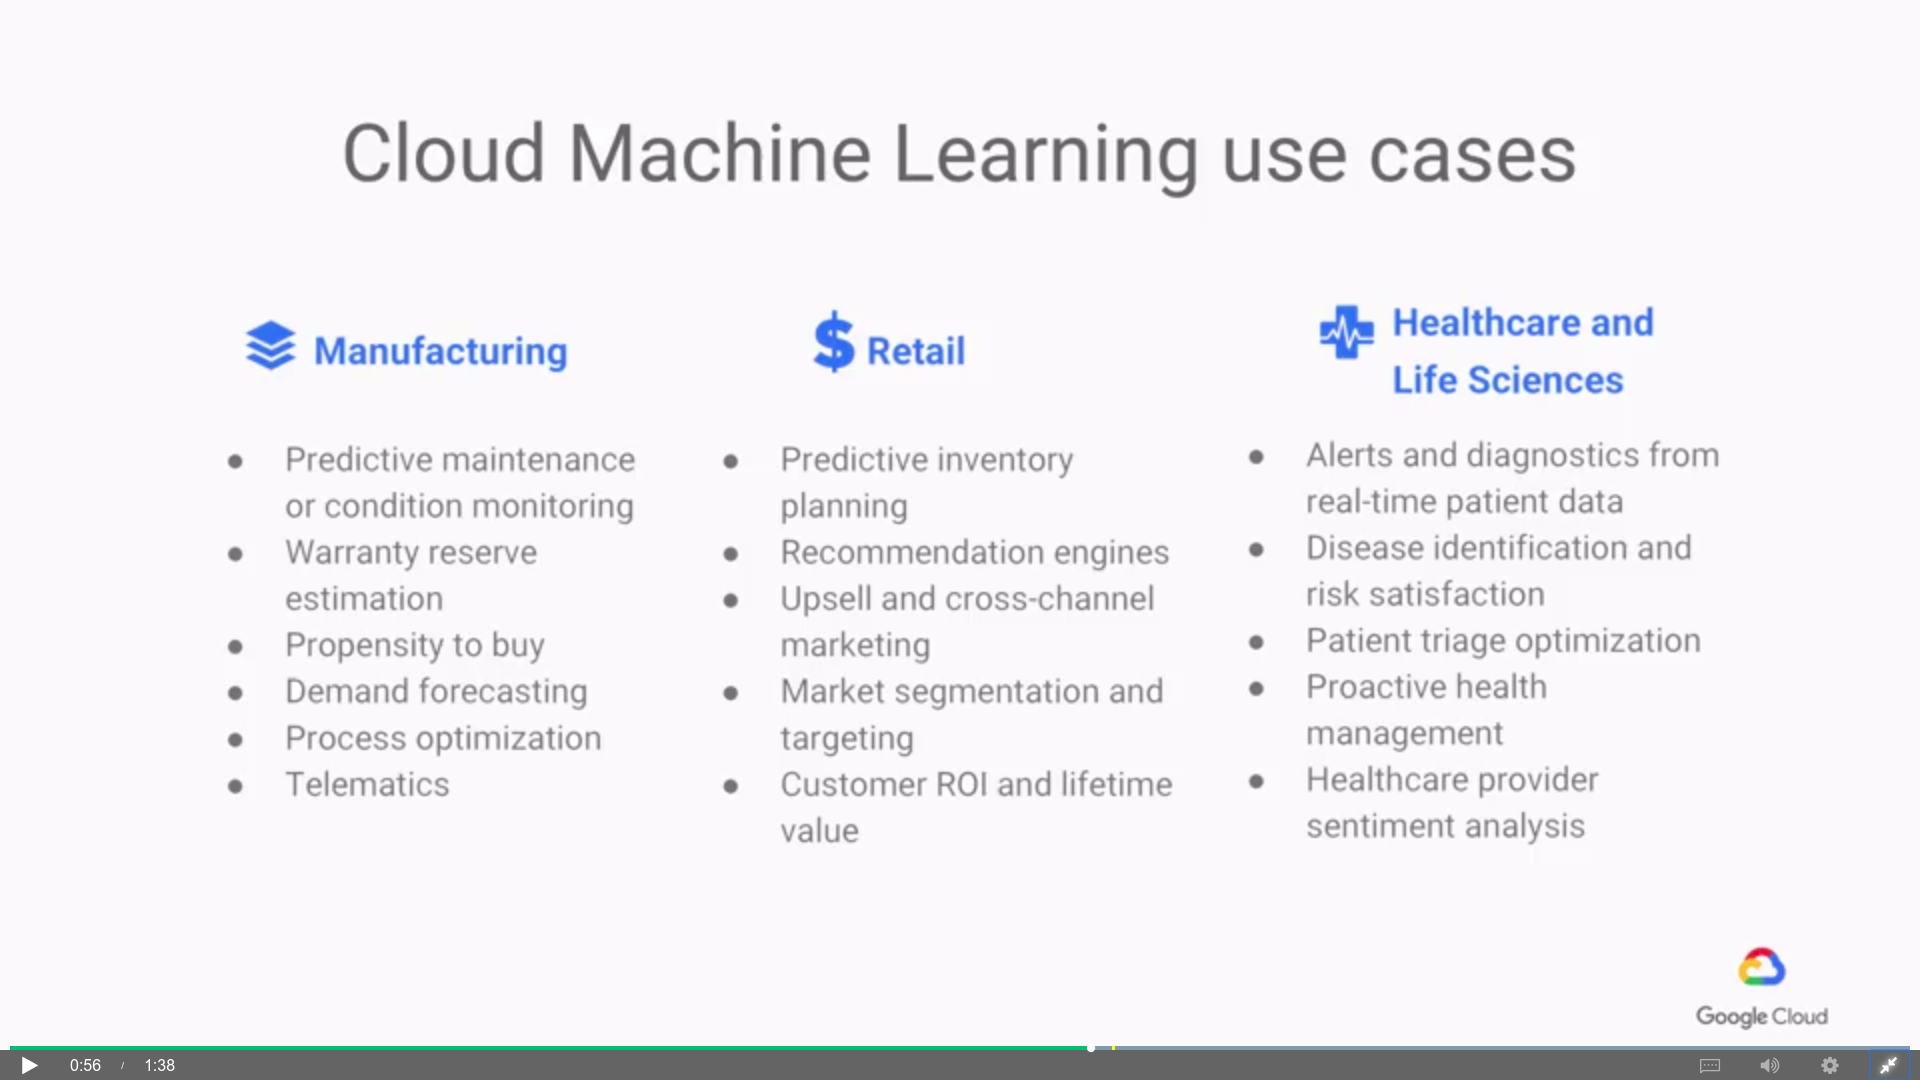 Cloud Machine Learning use cases
Manufacturing
● Predictive maintenance
or condition monitoring
● Warranty reserve
estimation
● Propensity to buy
● Demand forecasting
● Process optimization
● Telematics
$ Retail
● Predictive inventory
planning
● Recommendation engines
● Upsell and cross-channel
marketing
● Market segmentation and
targeting
● Customer ROI and lifetime
value
Healthcare and
Life Sciences
● Alerts and diagnostics from
real-time patient data
● Disease identification and
risk satisfaction
● Patient triage optimization
● Proactive health
management
● Healthcare provider
sentiment analysis
Google Cloud
0:56 / 1:38